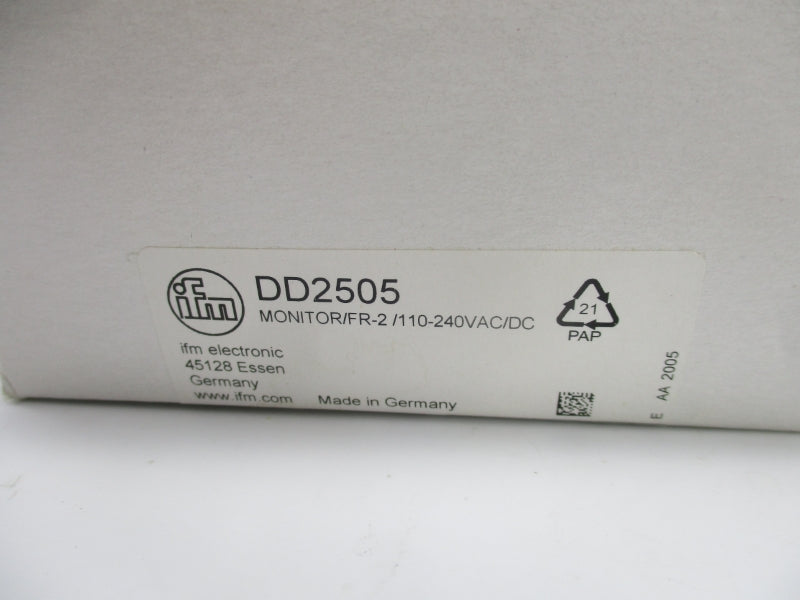 ifm
DD2505
MONITOR/FR-2 /110-240VAC/DC
ifm electronic
45128 Essen
Germany
www.ifm.com Made in Germany
21
PAP
E AA 2005